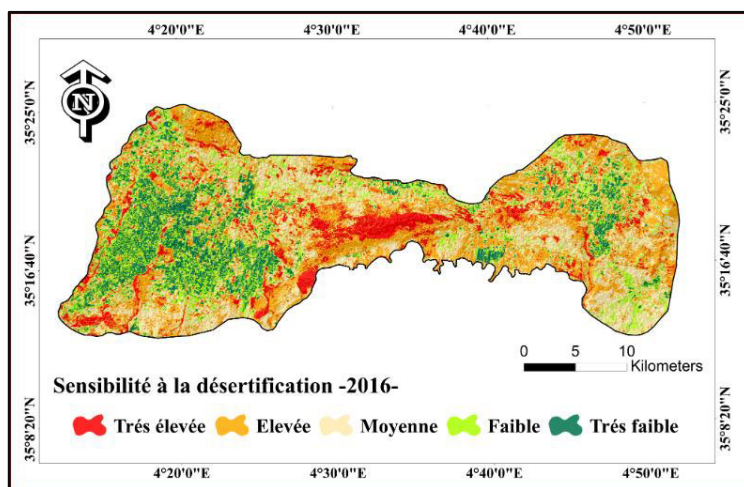 4°20'0"E 4°30'0"E 4°40'0"E 4°50'0"E
N
35°25'0"N 35°25'0"N
35°16'40"N 35°16'40"N
0 5 10
Kilometers
Sensibilité à la désertification -2016-
Trés élevée Elevée Moyenne Faible Trés faible
35°8'20"N 35°8'20"N
4°20'0"E 4°30'0"E 4°40'0"E 4°50'0"E